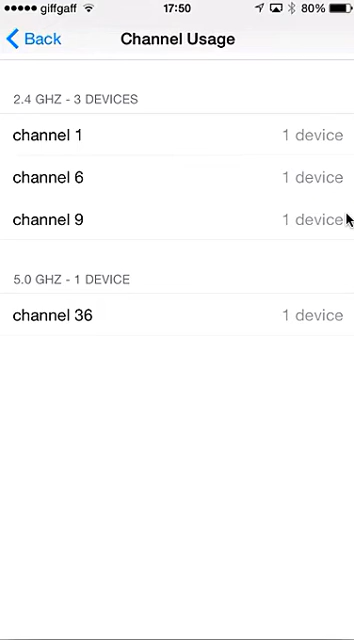 giffgaff 17:50 80%
Back Channel Usage
2.4 GHZ - 3 DEVICES
channel 1 1 device
channel 6 1 device
channel 9 1 device
5.0 GHZ - 1 DEVICE
channel 36 1 device